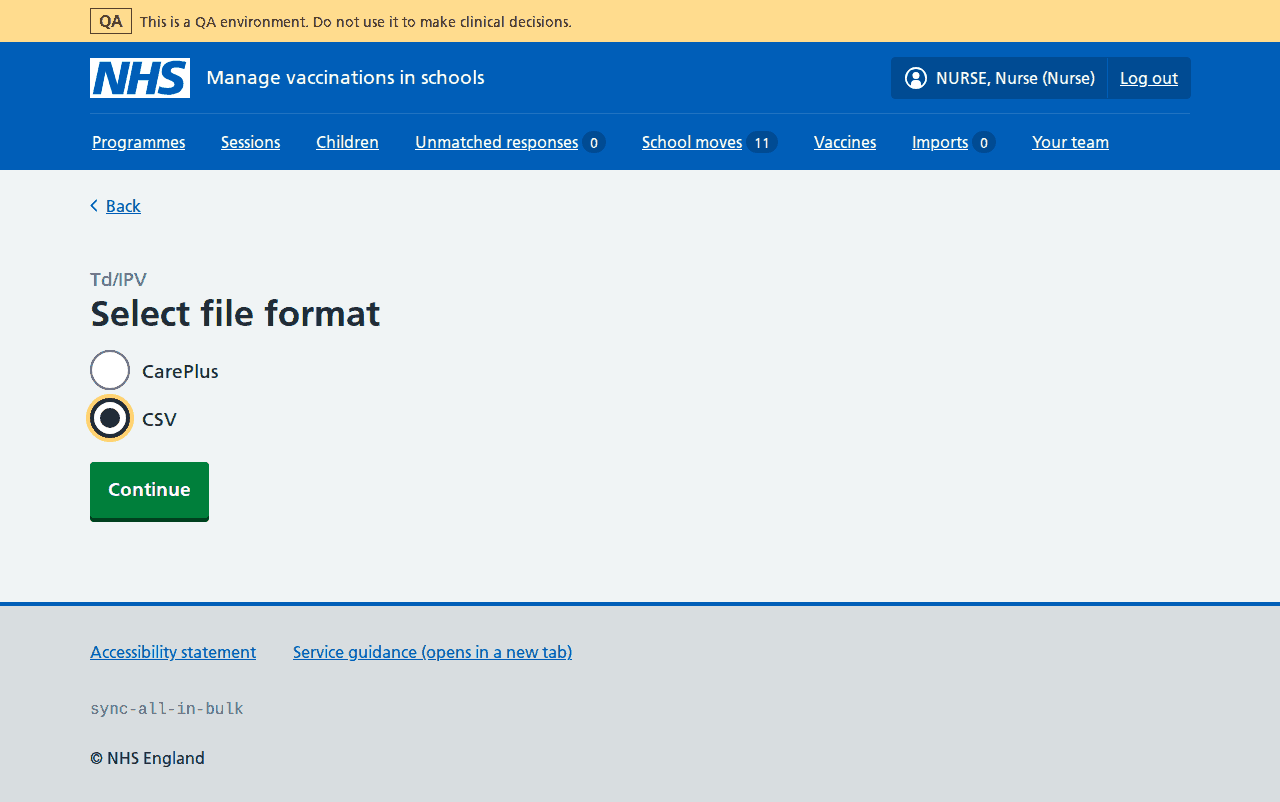 QA This is a QA environment. Do not use it to make clinical decisions.
NHS Manage vaccinations in schools NURSE, Nurse (Nurse) Log out
Programmes Sessions Children Unmatched responses 0 School moves 11 Vaccines Imports 0 Your team
Back
Td/IPV
Select file format
CarePlus
CSV
Continue
Accessibility statement Service guidance (opens in a new tab)
sync-all-in-bulk
© NHS England